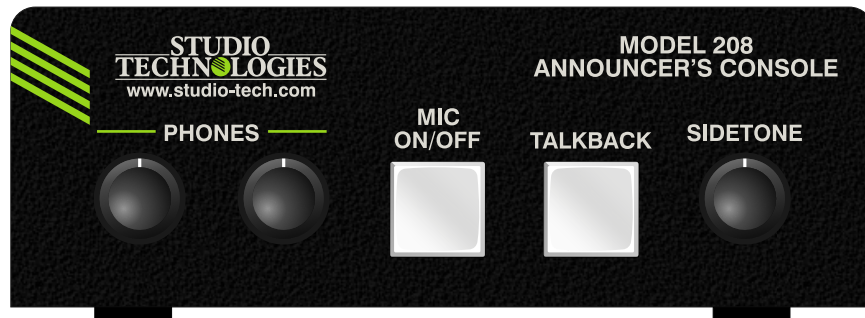 STUDIO
TECHNOLOGIES
www.studio-tech.com
MODEL 208
ANNOUNCER'S CONSOLE
PHONES
MIC
ON/OFF
TALKBACK
SIDETONE